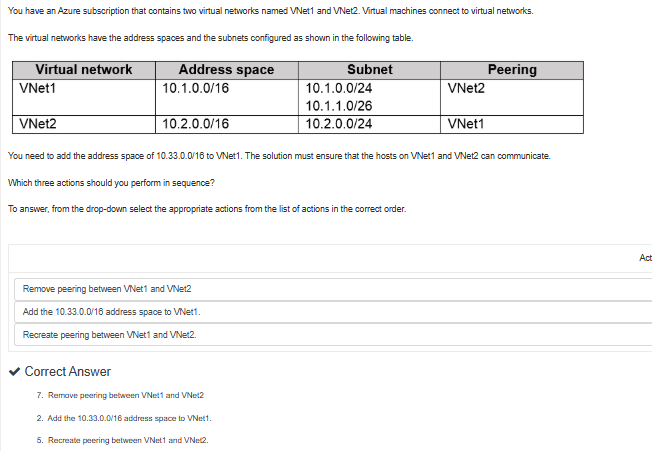 You have an Azure subscription that contains two virtual networks named VNet1 and VNet2. Virtual machines connect to virtual networks.
The virtual networks have the address spaces and the subnets configured as shown in the following table.
Virtual network Address space Subnet Peering
VNet1 10.1.0.0/16 10.1.0.0/24 VNet2
10.1.1.0/26
VNet2 10.2.0.0/16 10.2.0.0/24 VNet1
You need to add the address space of 10.33.0.0/16 to VNet1. The solution must ensure that the hosts on VNet1 and VNet2 can communicate.
Which three actions should you perform in sequence?
To answer, from the drop-down select the appropriate actions from the list of actions in the correct order.
Act
Remove peering between VNet1 and VNet2
Add the 10.33.0.0/16 address space to VNet1.
Recreate peering between VNet1 and VNet2.
Correct Answer
7. Remove peering between VNet1 and VNet2
2. Add the 10.33.0.0/16 address space to VNet1.
5. Recreate peering between VNet1 and VNet2.